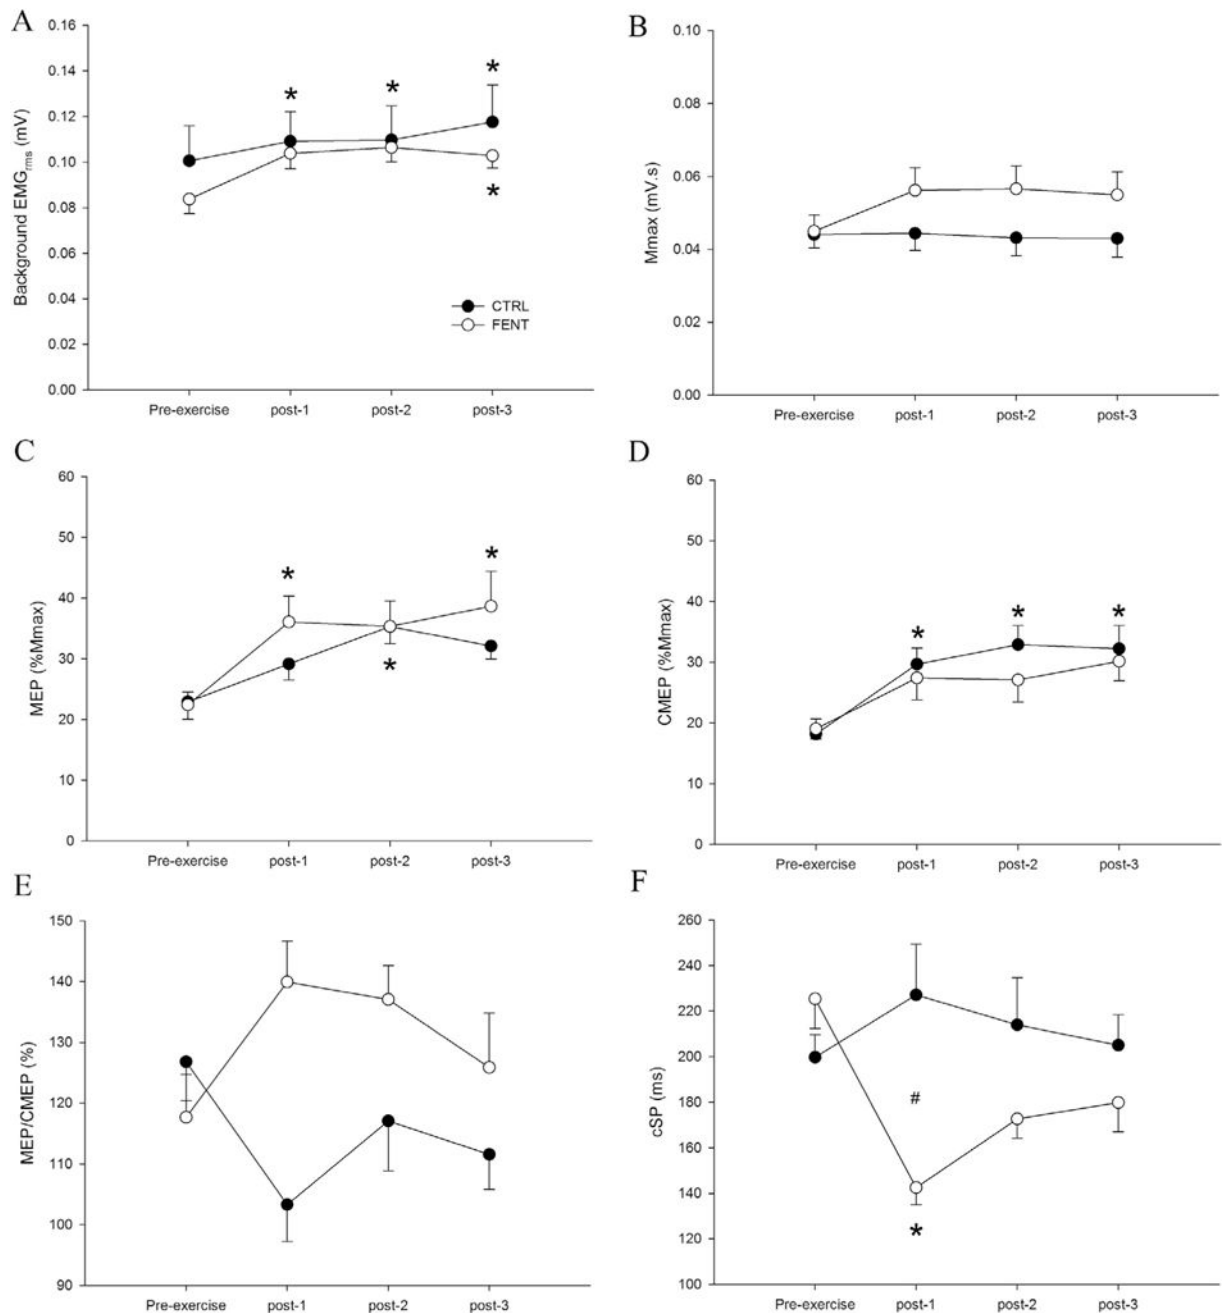 A
0.16
0.14
0.12
0.10
0.08
0.06
0.04
0.02
0.00
Background EMGrms (mV)
* * *
*
CTRL
FENT
Pre-exercise post-1 post-2 post-3
B
0.10
0.08
0.06
0.04
0.02
0.00
Mmax (mV.s)
Pre-exercise post-1 post-2 post-3
C
60
50
40
30
20
10
0
MEP (%Mmax)
* *
*
Pre-exercise post-1 post-2 post-3
D
60
50
40
30
20
10
0
CMEP (%Mmax)
* * *
Pre-exercise post-1 post-2 post-3
E
150
140
130
120
110
100
90
MEP/CMEP (%)
Pre-exercise post-1 post-2 post-3
F
260
240
220
200
180
160
140
120
100
cSP (ms)
#
*
Pre-exercise post-1 post-2 post-3